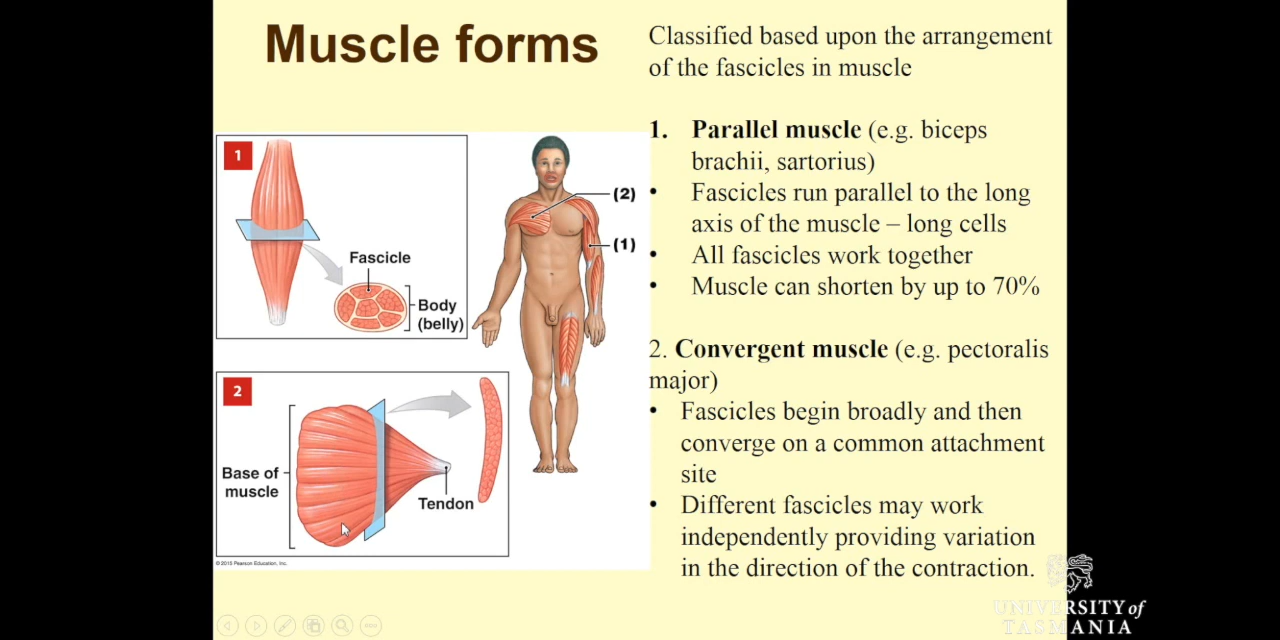 Muscle forms
Classified based upon the arrangement
of the fascicles in muscle
1. Parallel muscle (e.g. biceps
brachii, sartorius)
• Fascicles run parallel to the long
axis of the muscle – long cells
• All fascicles work together
• Muscle can shorten by up to 70%
2. Convergent muscle (e.g. pectoralis
major)
• Fascicles begin broadly and then
converge on a common attachment
site
• Different fascicles may work
independently providing variation
in the direction of the contraction.
1
Fascicle
Body
(belly)
(2)
(1)
2
Base of
muscle
Tendon
© 2010 Pearson Education, Inc.
UNIVERSITY of
TASMANIA